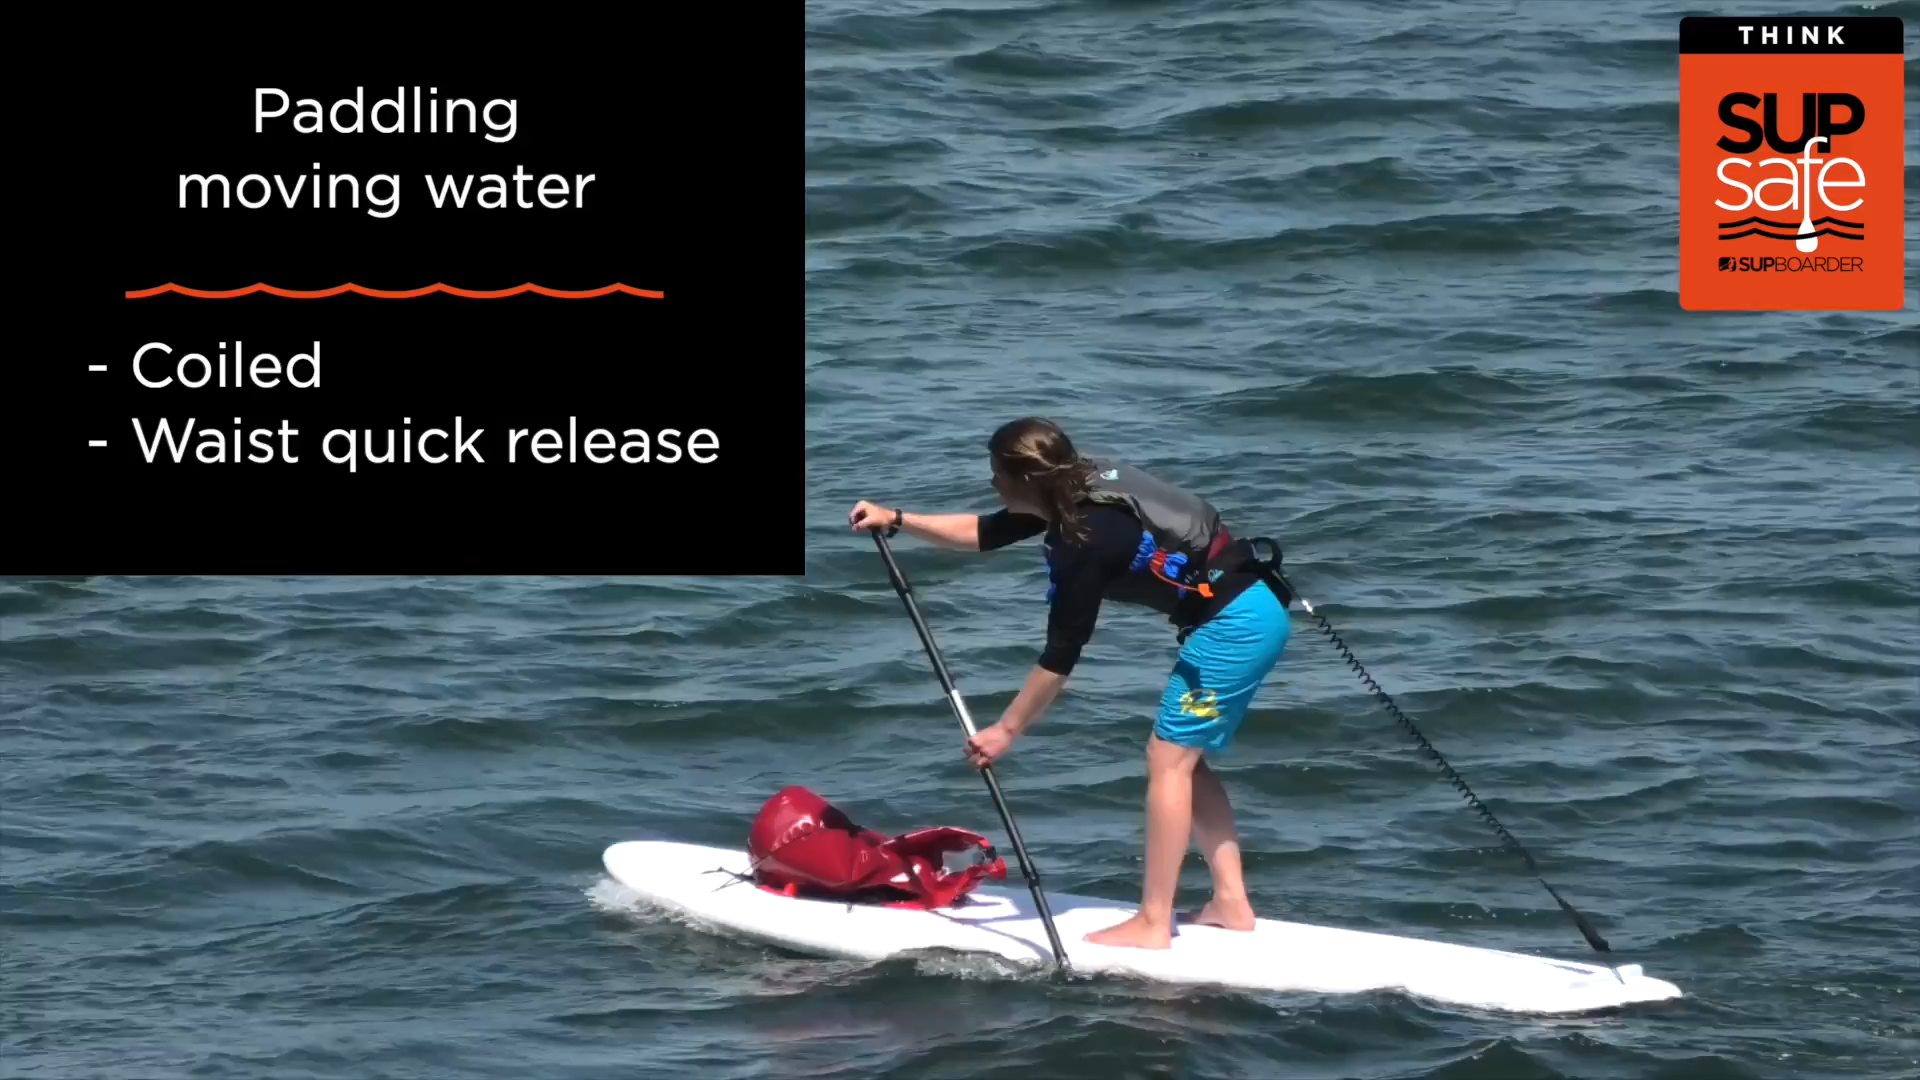 Paddling
moving water
- Coiled
- Waist quick release
THINK
SUP
safe
SUPBOARDER